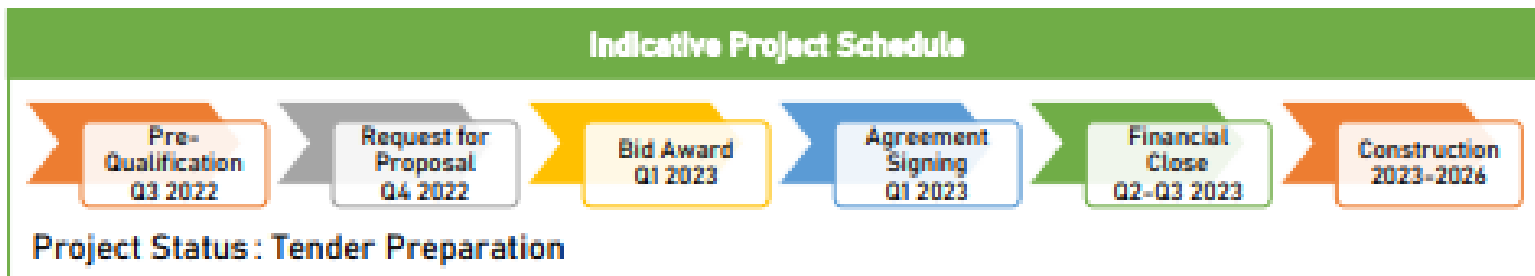 Indicative Project Schedule
Pre-
Qualification
Q3 2022
Request for
Proposal
Q4 2022
Bid Award
Q1 2023
Agreement
Signing
Q1 2023
Financial
Close
Q2-Q3 2023
Construction
2023-2026
Project Status : Tender Preparation